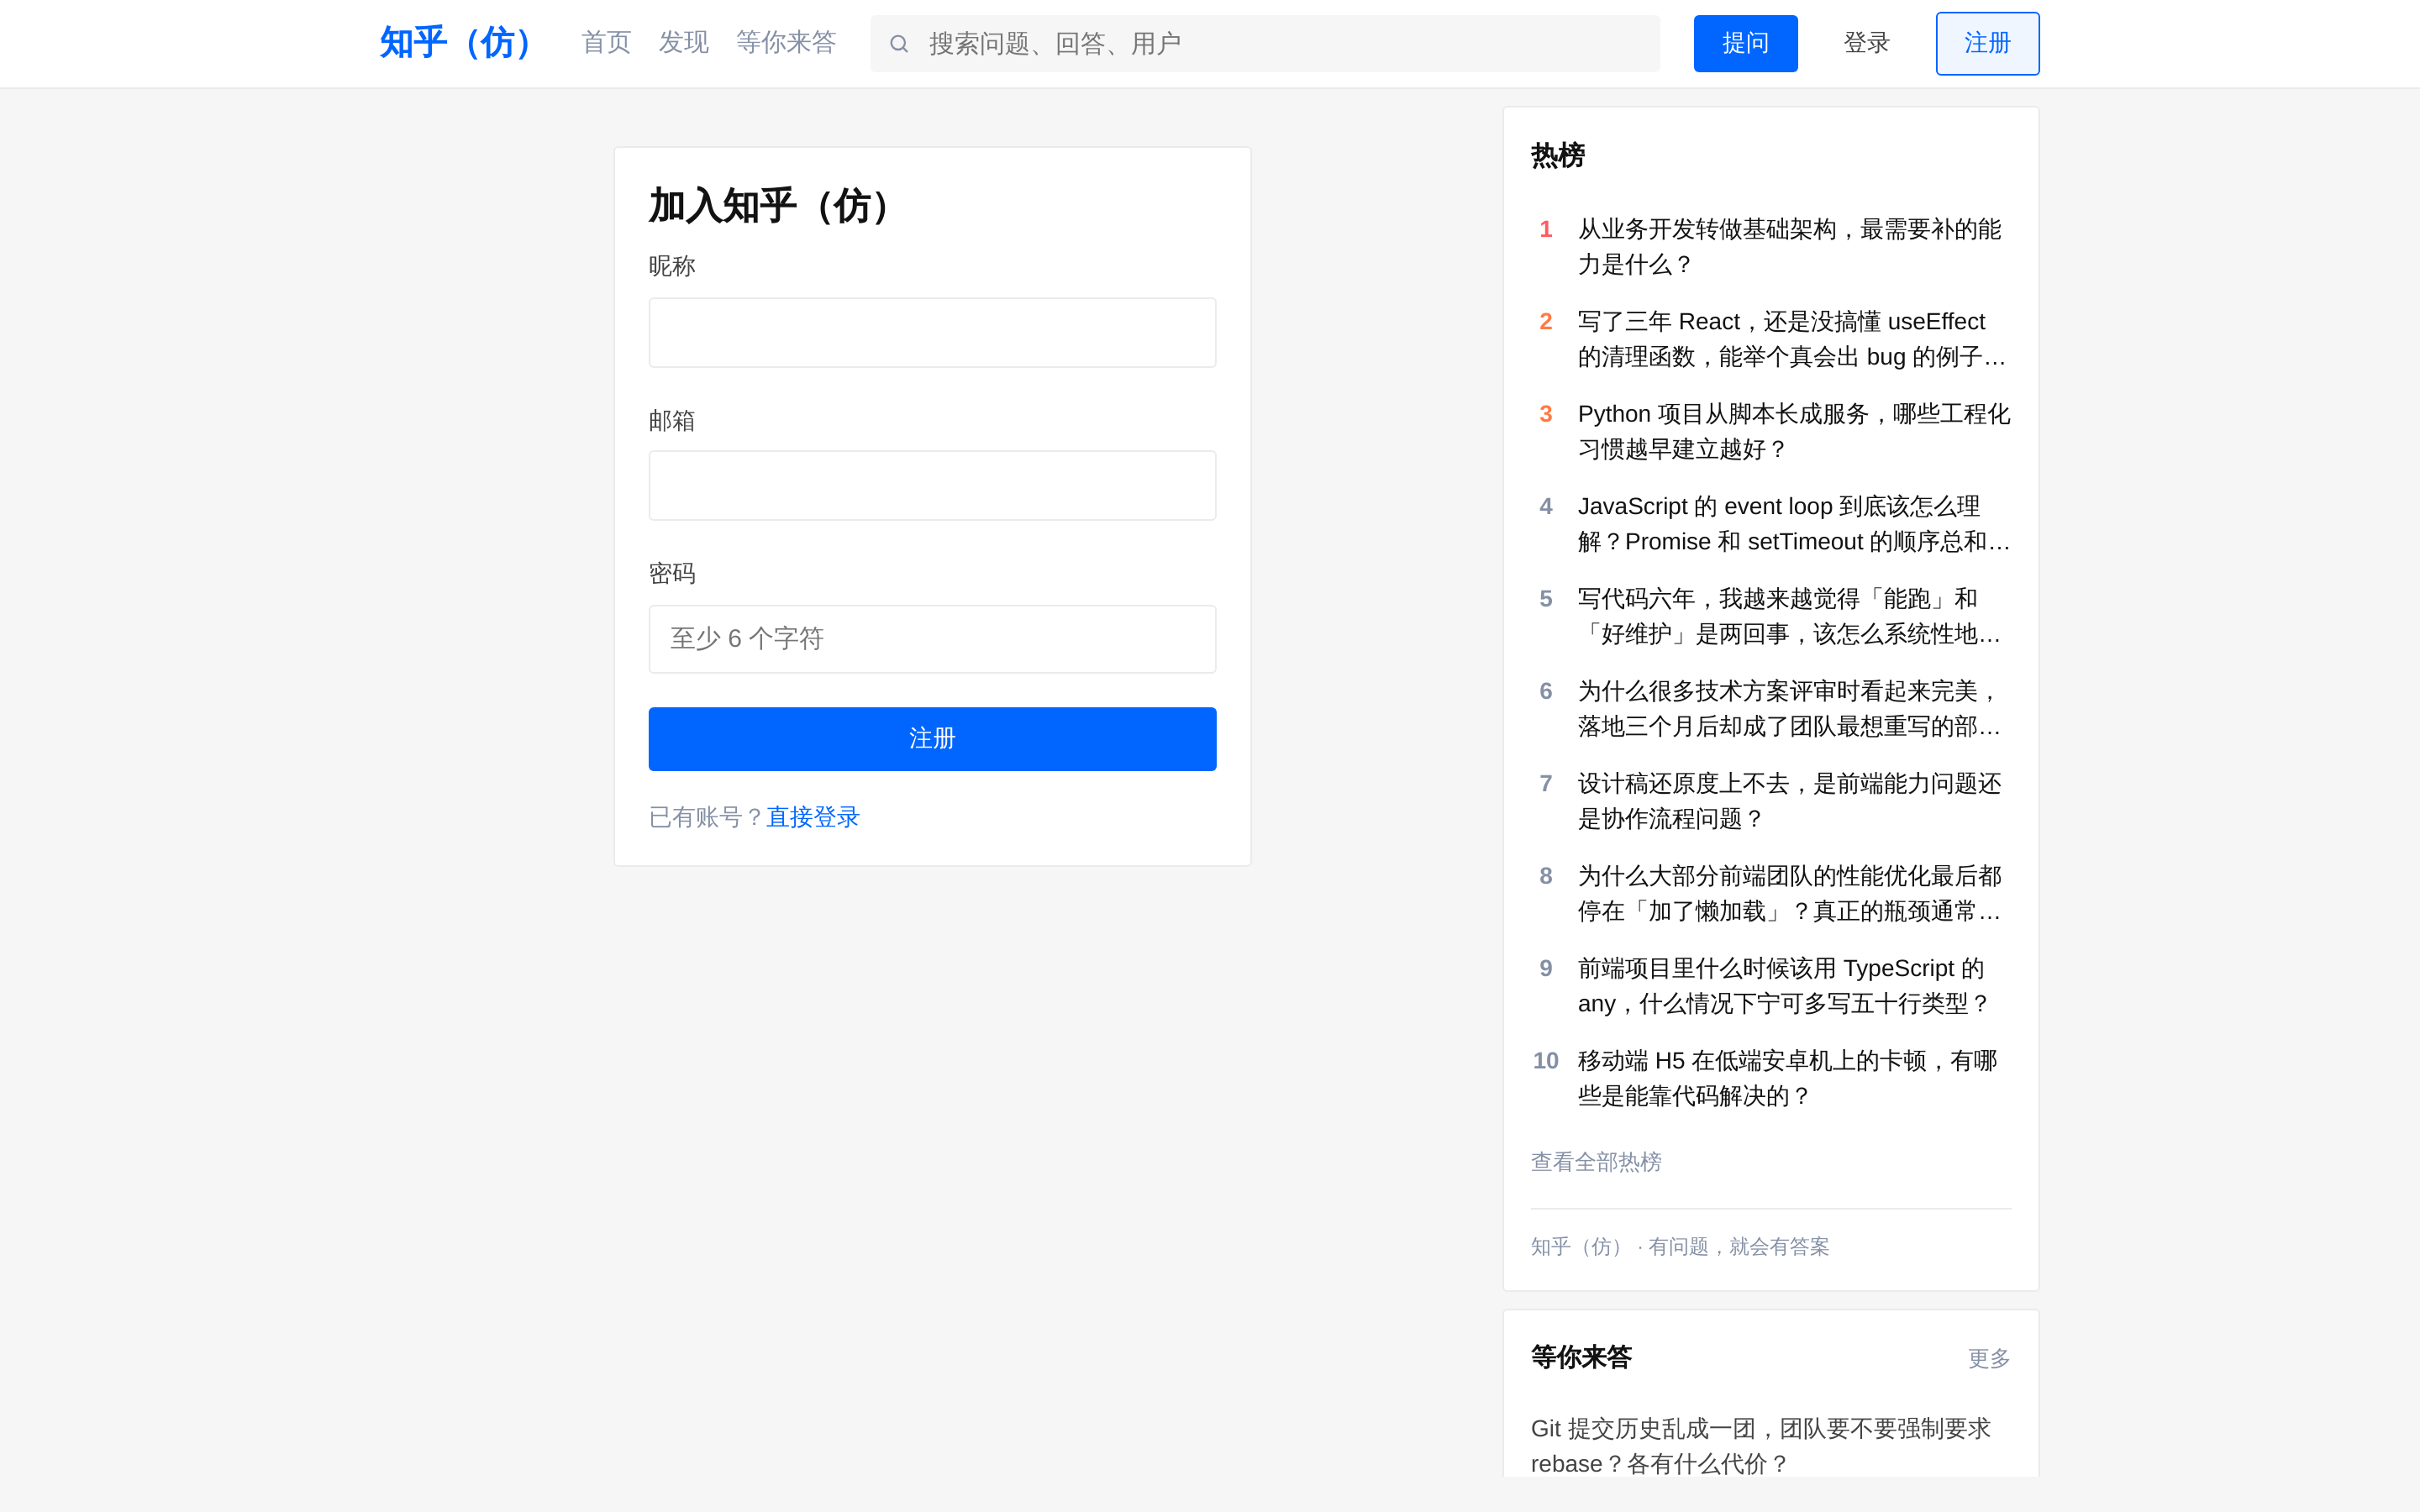 知乎（仿） 首页 发现 等你来答 搜索问题、回答、用户 提问 登录 注册
加入知乎（仿）
昵称
邮箱
密码
至少 6 个字符
注册
已有账号？直接登录
热榜
1 从业务开发转做基础架构，最需要补的能
力是什么？
2 写了三年 React，还是没搞懂 useEffect
的清理函数，能举个真会出 bug 的例子…
3 Python 项目从脚本长成服务，哪些工程化
习惯越早建立越好？
4 JavaScript 的 event loop 到底该怎么理
解？Promise 和 setTimeout 的顺序总和…
5 写代码六年，我越来越觉得「能跑」和
「好维护」是两回事，该怎么系统性地…
6 为什么很多技术方案评审时看起来完美，
落地三个月后却成了团队最想重写的部…
7 设计稿还原度上不去，是前端能力问题还
是协作流程问题？
8 为什么大部分前端团队的性能优化最后都
停在「加了懒加载」？真正的瓶颈通常…
9 前端项目里什么时候该用 TypeScript 的
any，什么情况下宁可多写五十行类型？
10 移动端 H5 在低端安卓机上的卡顿，有哪
些是能靠代码解决的？
查看全部热榜
知乎（仿） · 有问题，就会有答案
等你来答 更多
Git 提交历史乱成一团，团队要不要强制要求
rebase？各有什么代价？